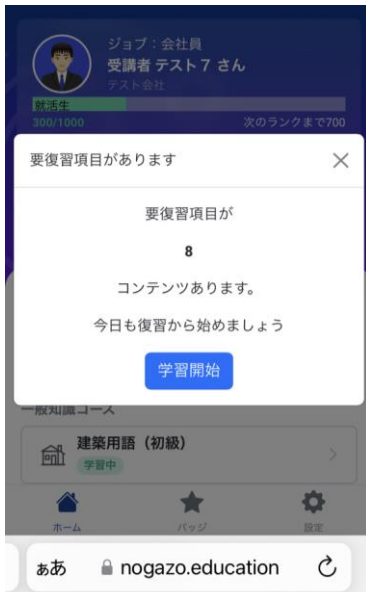 ジョブ：会社員
受講者 テスト 7 さん
テスト会社
就活生
300/1000 次のランクまで700
要復習項目があります
要復習項目が
8
コンテンツあります。
今日も復習から始めましょう
学習開始
一般知識コース
建築用語（初級）
学習中
ホーム バッジ 設定
ぁあ nogazo.education